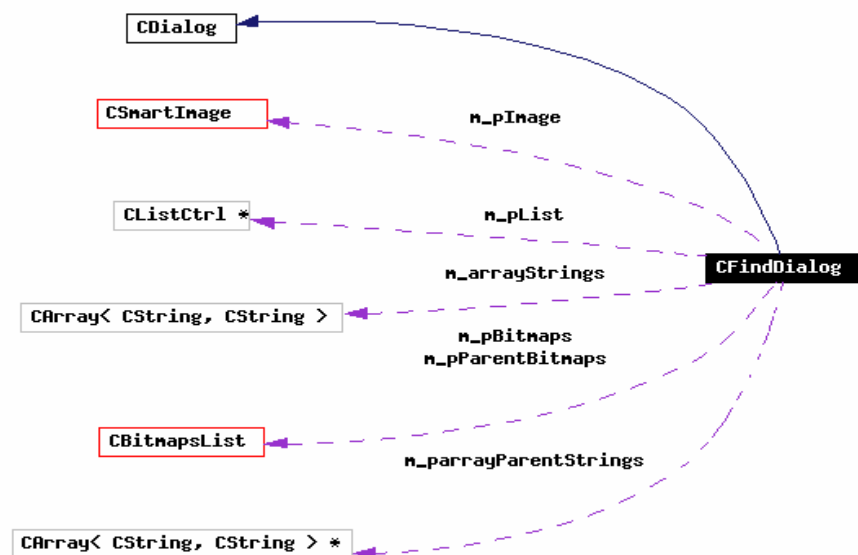 CDialog
CSmartImage
m_pImage
CListCtrl *
m_pList
CFindDialog
m_arrayStrings
CArray< CString, CString >
m_pBitmaps
m_pParentBitmaps
CBitmapsList
m_parrayParentStrings
CArray< CString, CString > *